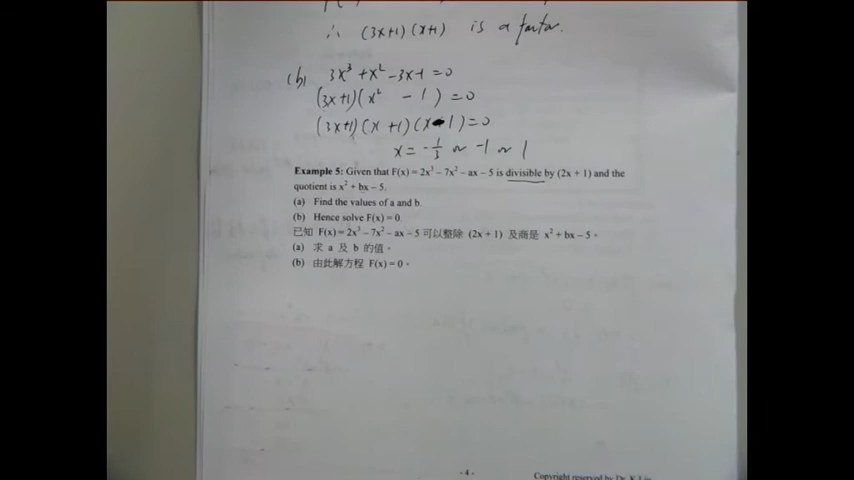 ∴ (3x+1)(x+1) is a factor.
(b) 3x³ + x² - 3x - 1 = 0
(3x+1)(x² - 1) = 0
(3x+1)(x+1)(x-1) = 0
x = -1/3 or -1 or 1
Example 5: Given that F(x) = 2x³ – 7x² – ax – 5 is divisible by (2x + 1) and the
quotient is x² + bx – 5.
(a) Find the values of a and b.
(b) Hence solve F(x) = 0.
已知 F(x) = 2x³ – 7x² – ax – 5 可以整除 (2x + 1) 及商是 x² + bx – 5。
(a) 求 a 及 b 的值。
(b) 由此解方程 F(x) = 0。
- 4 -
Copyright reserved by Dr. K